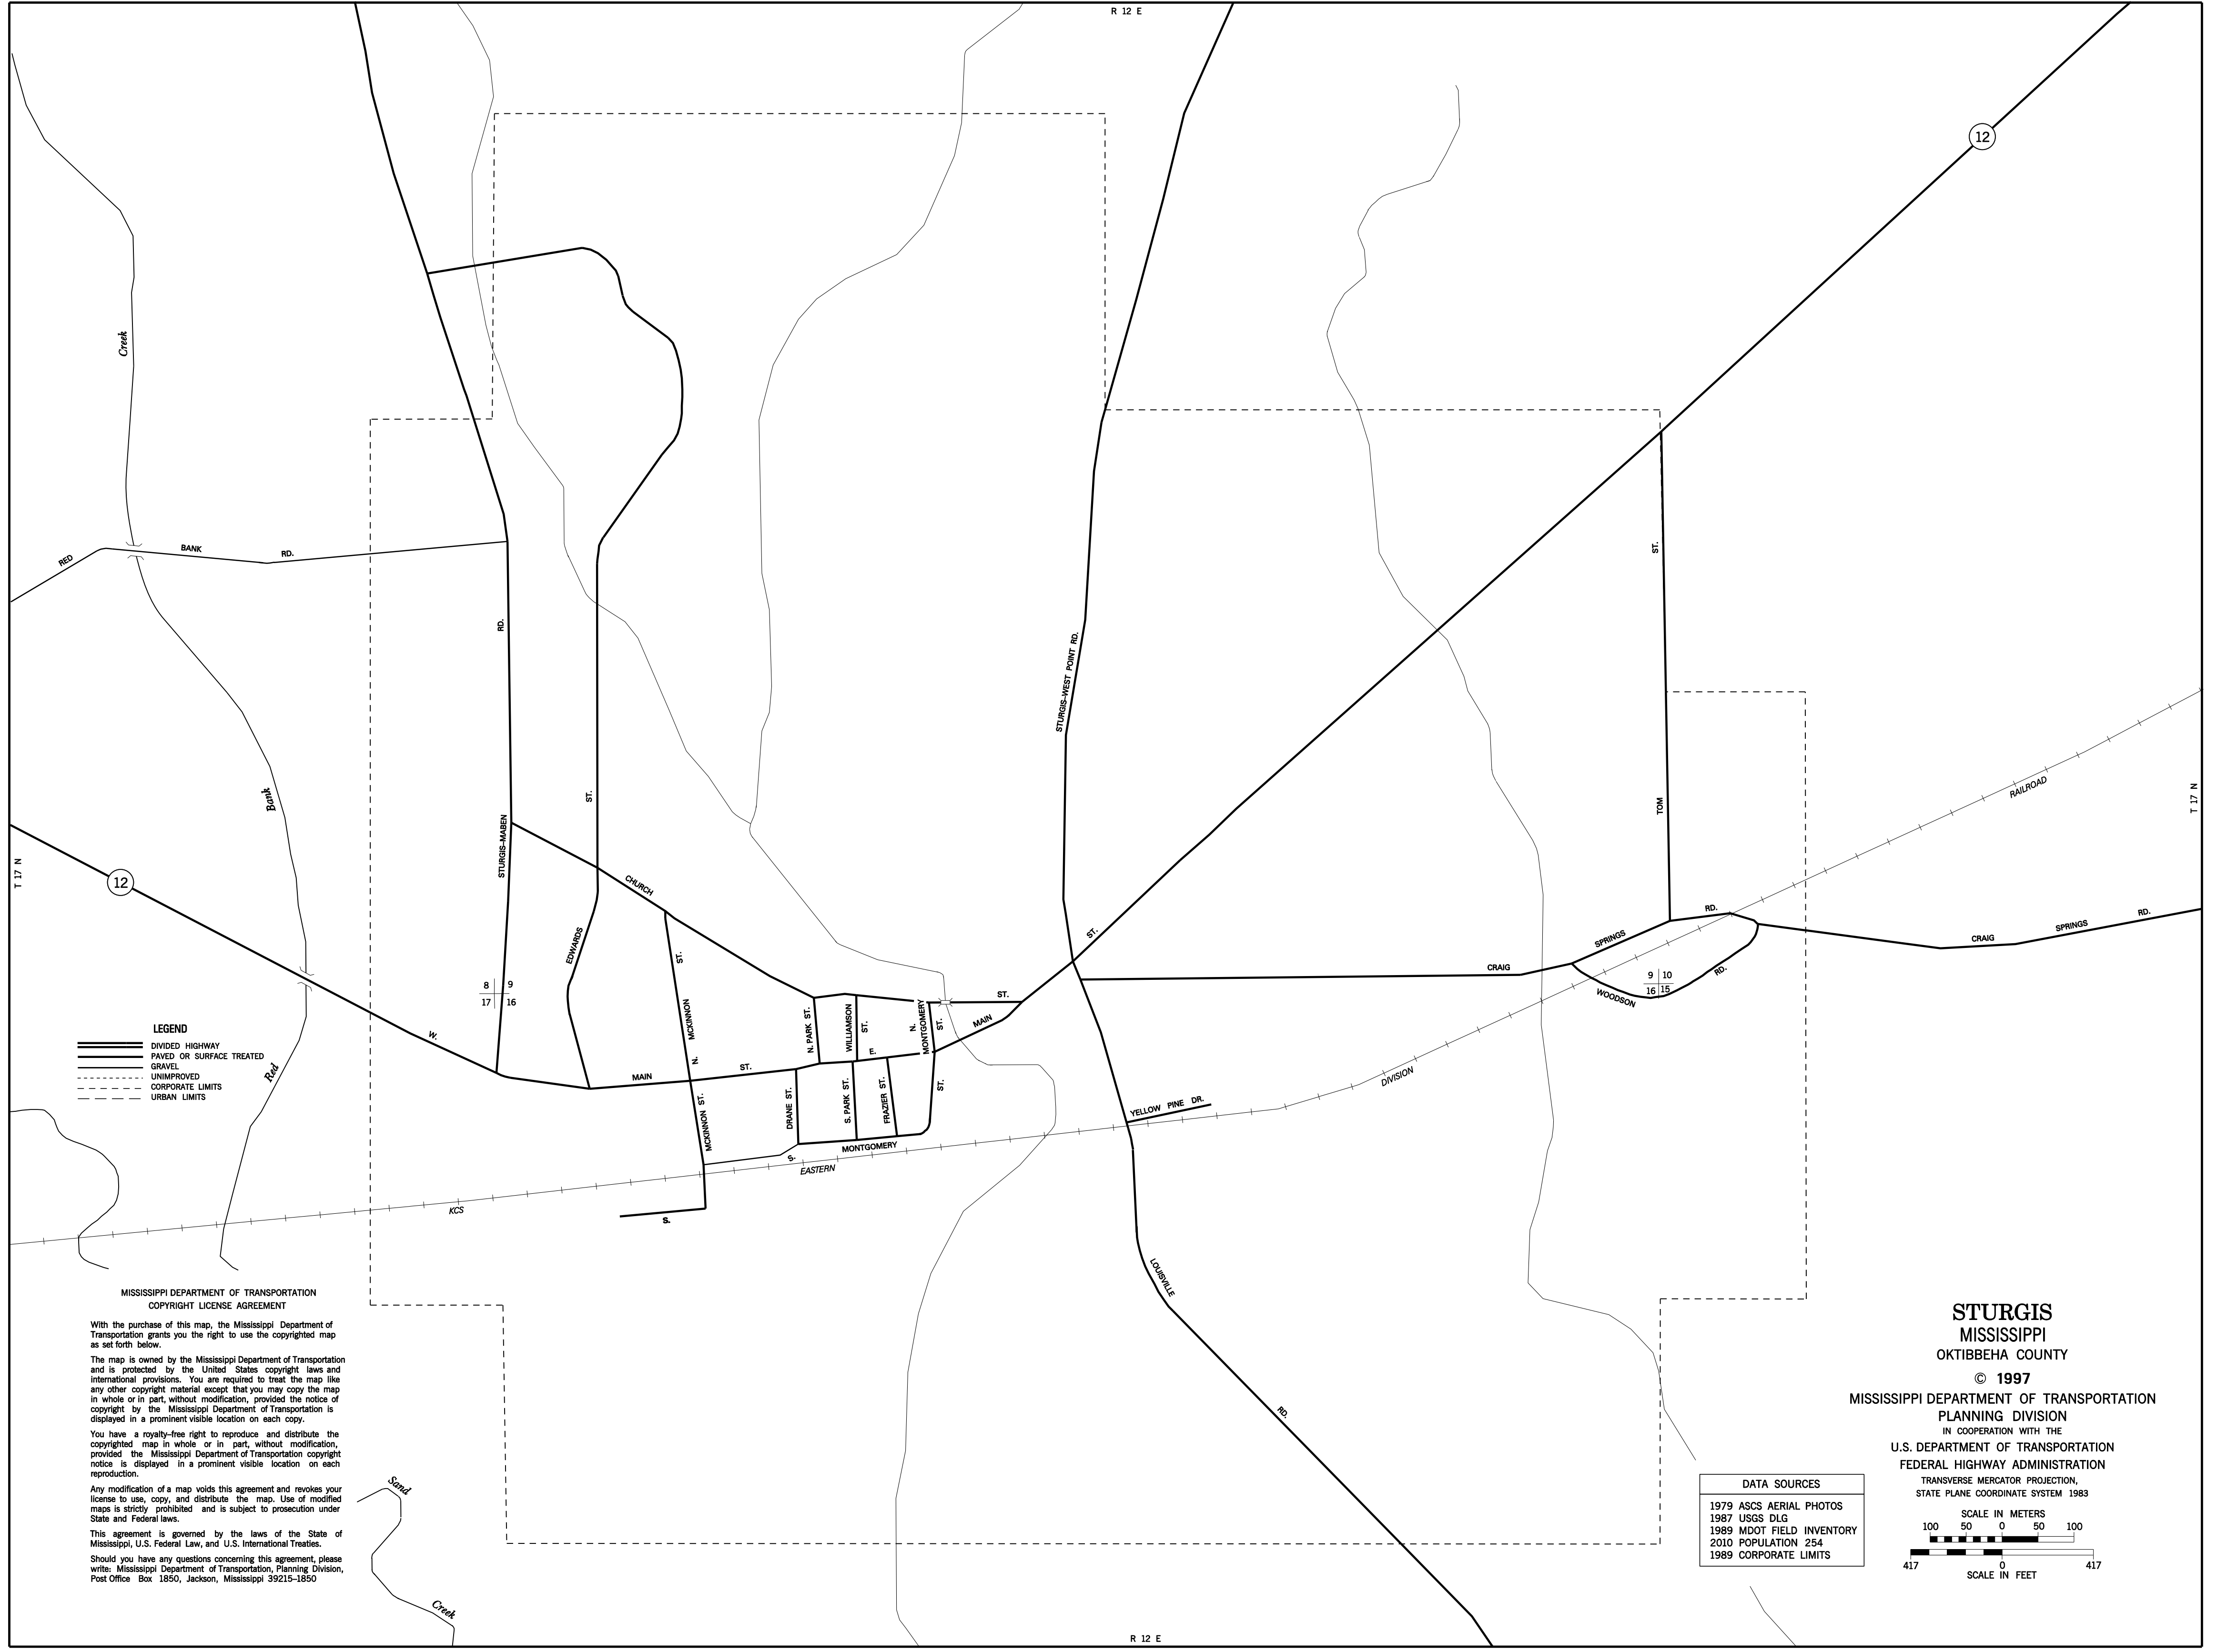 R 12 E
12
Creek
RED
BANK
RD.
RD.
ST.
STURGIS-WEST POINT RD.
ST.
Bank
ST.
TOM
RAILROAD
T 17 N
T 17 N
12
STURGIS-MABEN
CHURCH
EDWARDS
ST.
N. MCKINNON
ST.
CRAIG
SPRINGS
RD.
CRAIG
SPRINGS
RD.
8 9
17 16
9 10
16 15
WOODSON
RD.
W.
MAIN
ST.
N. PARK ST.
WILLIAMSON
ST.
N. MONTGOMERY
ST.
ST.
E.
MAIN
DRANE ST.
S. PARK ST.
FRAZIER ST.
ST.
MCKINNON ST.
S.
MONTGOMERY
YELLOW PINE DR.
DIVISION
EASTERN
KCS
S.
Red
LOUISVILLE
RD.
LEGEND
DIVIDED HIGHWAY
PAVED OR SURFACE TREATED
GRAVEL
UNIMPROVED
CORPORATE LIMITS
URBAN LIMITS
MISSISSIPPI DEPARTMENT OF TRANSPORTATION
COPYRIGHT LICENSE AGREEMENT
With the purchase of this map, the Mississippi Department of
Transportation grants you the right to use the copyrighted map
as set forth below.
The map is owned by the Mississippi Department of Transportation
and is protected by the United States copyright laws and
international provisions. You are required to treat the map like
any other copyright material except that you may copy the map
in whole or in part, without modification, provided the notice of
copyright by the Mississippi Department of Transportation is
displayed in a prominent visible location on each copy.
You have a royalty-free right to reproduce and distribute the
copyrighted map in whole or in part, without modification,
provided the Mississippi Department of Transportation copyright
notice is displayed in a prominent visible location on each
reproduction.
Any modification of a map voids this agreement and revokes your
license to use, copy, and distribute the map. Use of modified
maps is strictly prohibited and is subject to prosecution under
State and Federal laws.
This agreement is governed by the laws of the State of
Mississippi, U.S. Federal Law, and U.S. International Treaties.
Should you have any questions concerning this agreement, please
write: Mississippi Department of Transportation, Planning Division,
Post Office Box 1850, Jackson, Mississippi 39215-1850
Sand
Creek
STURGIS
MISSISSIPPI
OKTIBBEHA COUNTY
© 1997
MISSISSIPPI DEPARTMENT OF TRANSPORTATION
PLANNING DIVISION
IN COOPERATION WITH THE
U.S. DEPARTMENT OF TRANSPORTATION
FEDERAL HIGHWAY ADMINISTRATION
TRANSVERSE MERCATOR PROJECTION,
STATE PLANE COORDINATE SYSTEM 1983
DATA SOURCES
1979 ASCS AERIAL PHOTOS
1987 USGS DLG
1989 MDOT FIELD INVENTORY
2010 POPULATION 254
1989 CORPORATE LIMITS
SCALE IN METERS
100 50 0 50 100
417 0 417
SCALE IN FEET
R 12 E